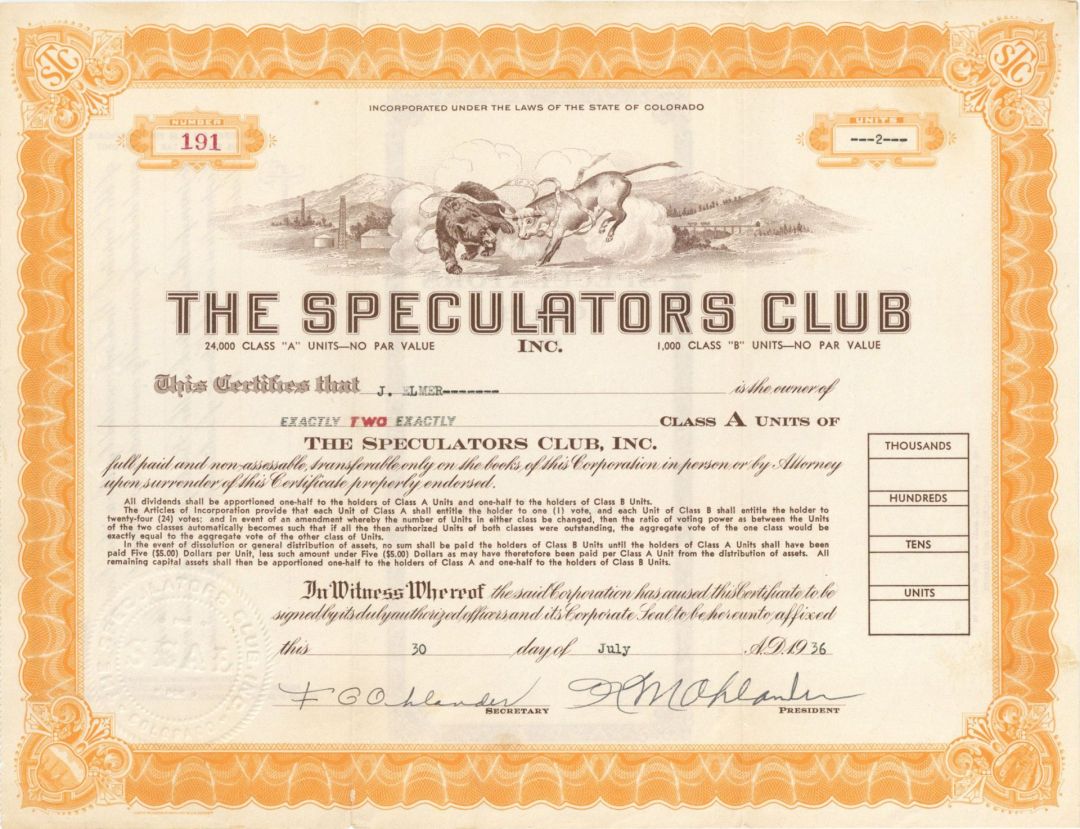 STC
STC
INCORPORATED UNDER THE LAWS OF THE STATE OF COLORADO
NUMBER
191
UNITS
---2---
THE SPECULATORS CLUB
24,000 CLASS "A" UNITS—NO PAR VALUE
INC.
1,000 CLASS "B" UNITS—NO PAR VALUE
This Certifies that J. ELMER------- is the owner of
EXACTLY TWO EXACTLY CLASS A UNITS OF
THE SPECULATORS CLUB, INC.
full paid and non-assessable, transferable only on the books of this Corporation in person or by Attorney
upon surrender of this Certificate properly endorsed.
All dividends shall be apportioned one-half to the holders of Class A Units and one-half to the holders of Class B Units.
The Articles of Incorporation provide that each Unit of Class A shall entitle the holder to one (1) vote, and each Unit of Class B shall entitle the holder to
twenty-four (24) votes; and in event of an amendment whereby the number of Units in either class be changed, then the ratio of voting power as between the Units
of the two classes automatically becomes such that if all the then authorized Units of both classes were outstanding, the aggregate vote of the one class would be
exactly equal to the aggregate vote of the other class of Units.
In the event of dissolution or general distribution of assets, no sum shall be paid the holders of Class B Units until the holders of Class A Units shall have been
paid Five ($5.00) Dollars per Unit, less such amount under Five ($5.00) Dollars as may have theretofore been paid per Class A Unit from the distribution of assets. All
remaining capital assets shall then be apportioned one-half to the holders of Class A and one-half to the holders of Class B Units.
THOUSANDS
HUNDREDS
TENS
UNITS
In Witness Whereof the said Corporation has caused this Certificate to be
signed by its duly authorized officers and its Corporate Seal to be hereunto affixed
this 30 day of July A.D. 1936
F G Ohlander
SECRETARY
M Ohlander
PRESIDENT